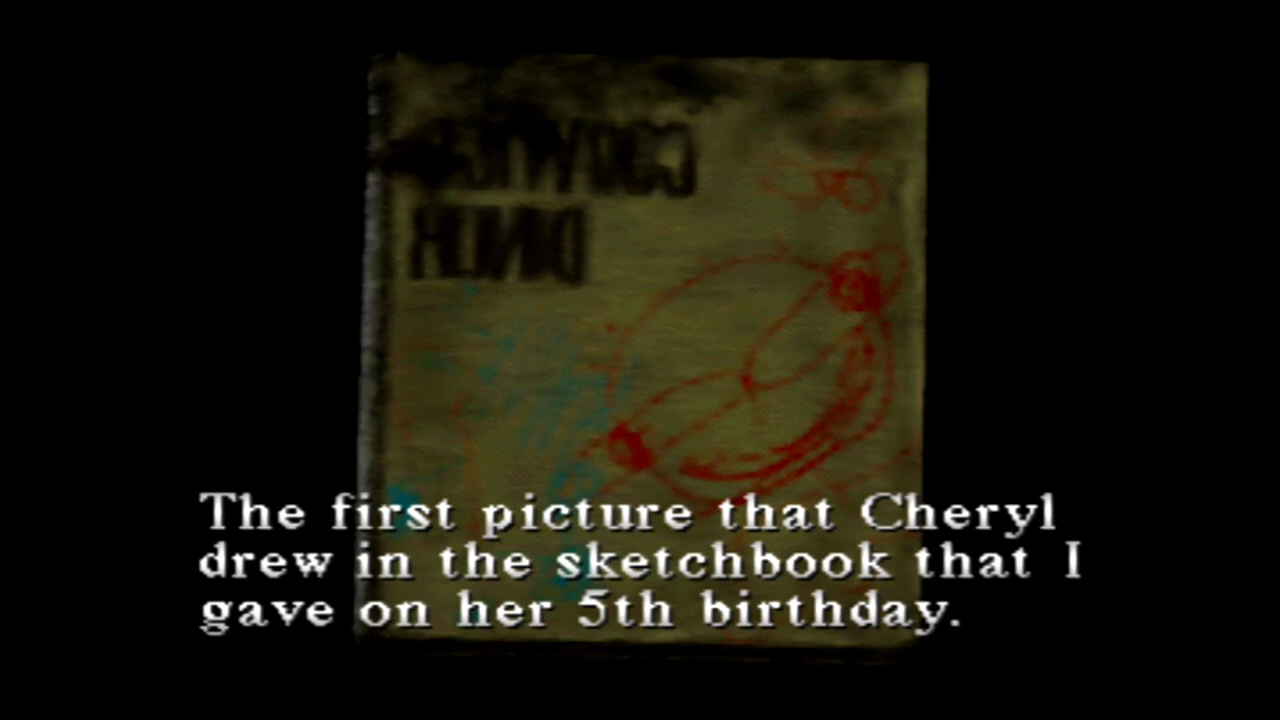 The first picture that Cheryl
drew in the sketchbook that I
gave on her 5th birthday.